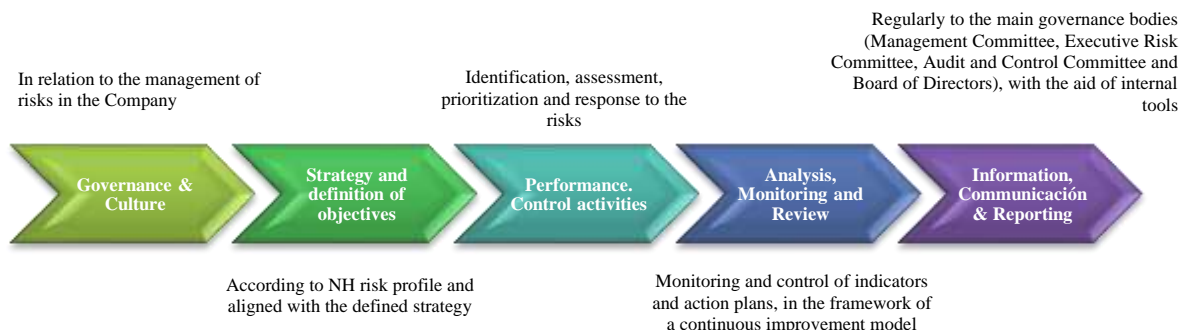 In relation to the management of
risks in the Company
Governance &
Culture
Strategy and
definition of
objectives
According to NH risk profile and
aligned with the defined strategy
Identification, assessment,
prioritization and response to the
risks
Performance.
Control activities
Analysis,
Monitoring and
Review
Monitoring and control of indicators
and action plans, in the framework of
a continuous improvement model
Regularly to the main governance bodies
(Management Committee, Executive Risk
Committee, Audit and Control Committee and
Board of Directors), with the aid of internal
tools
Information,
Communicación
& Reporting